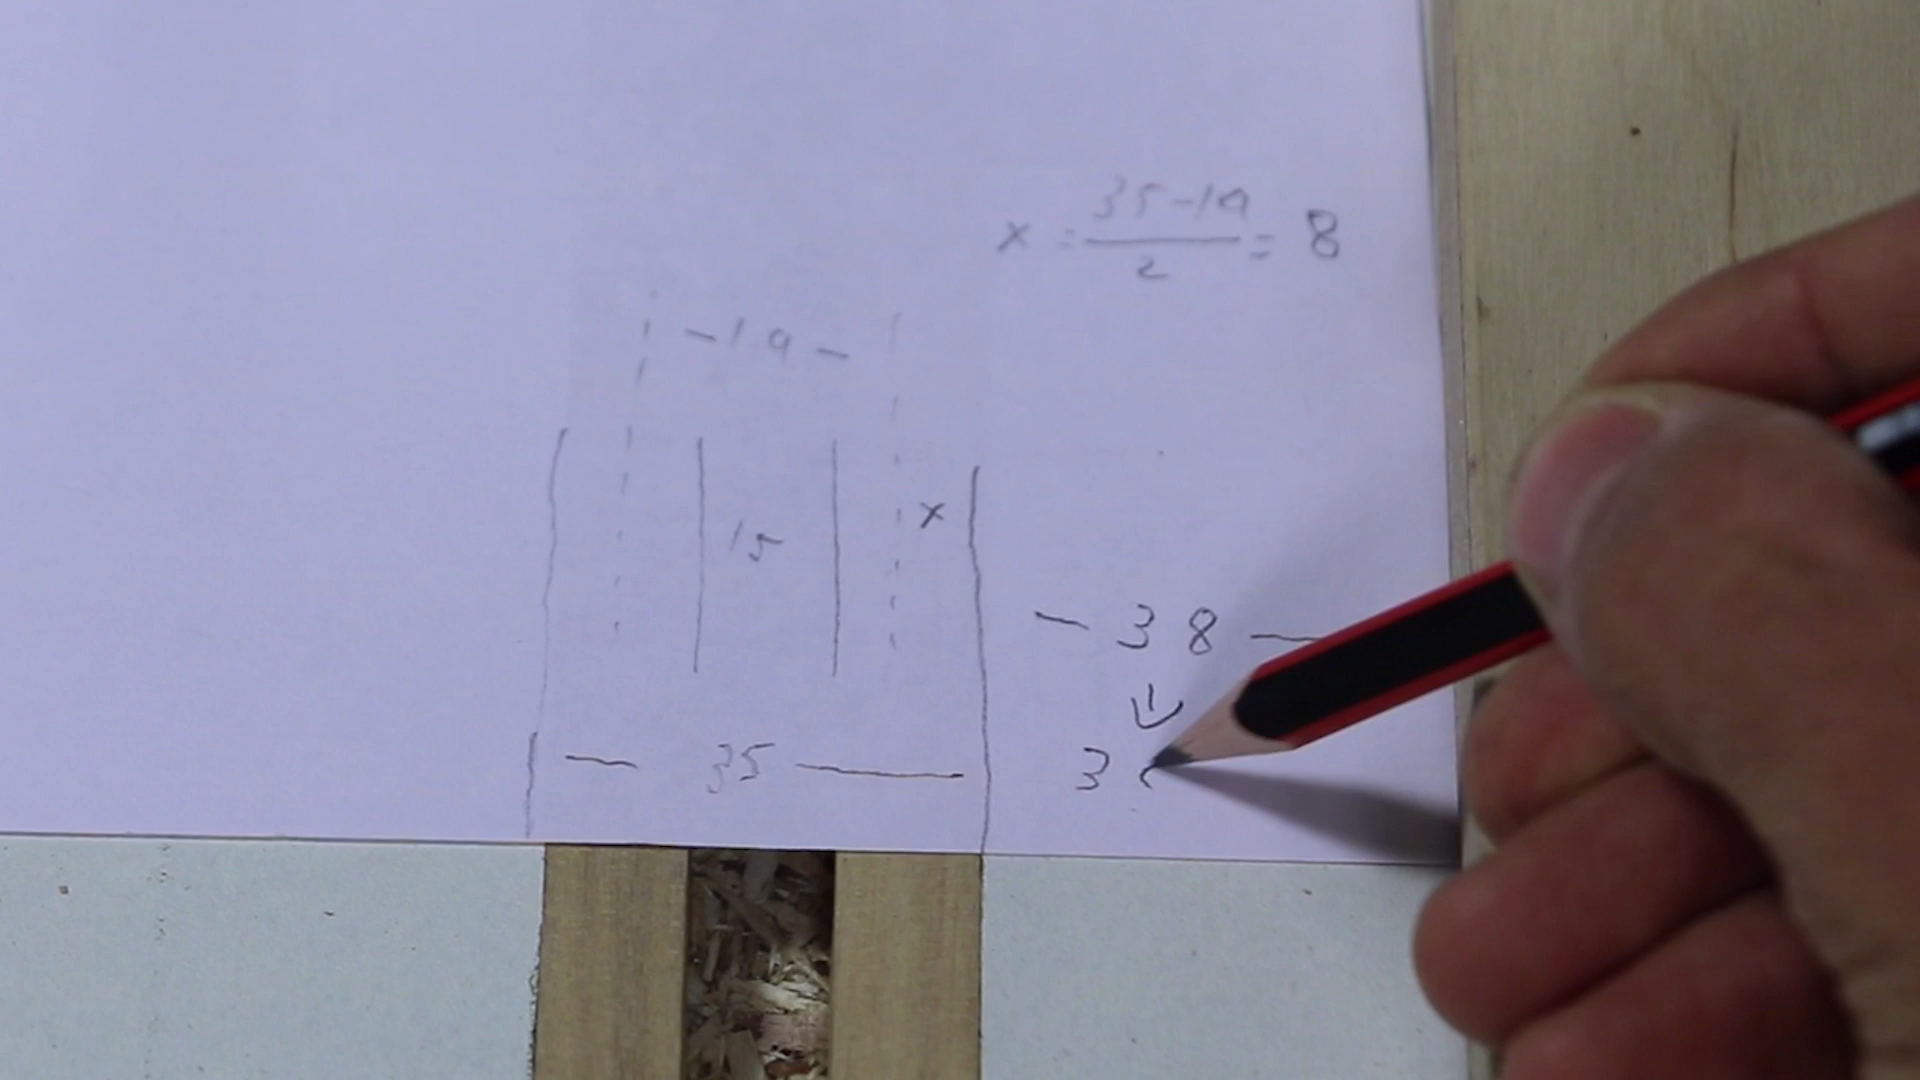 x = 35-19 / 2 = 8
-19-
15
x
- 38 -
35
3